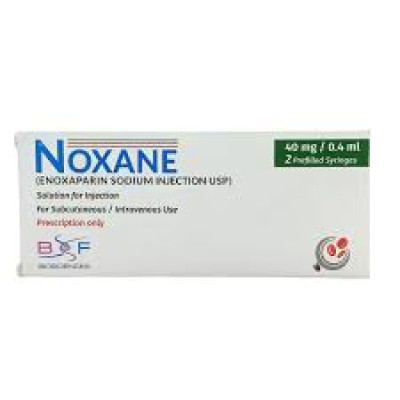 NOXANE
(ENOXAPARIN SODIUM INJECTION USP)
Solution for Injection
For Subcutaneous / Intravenous Use
Prescription only
40 mg / 0.4 ml
2 Prefilled Syringes
B F